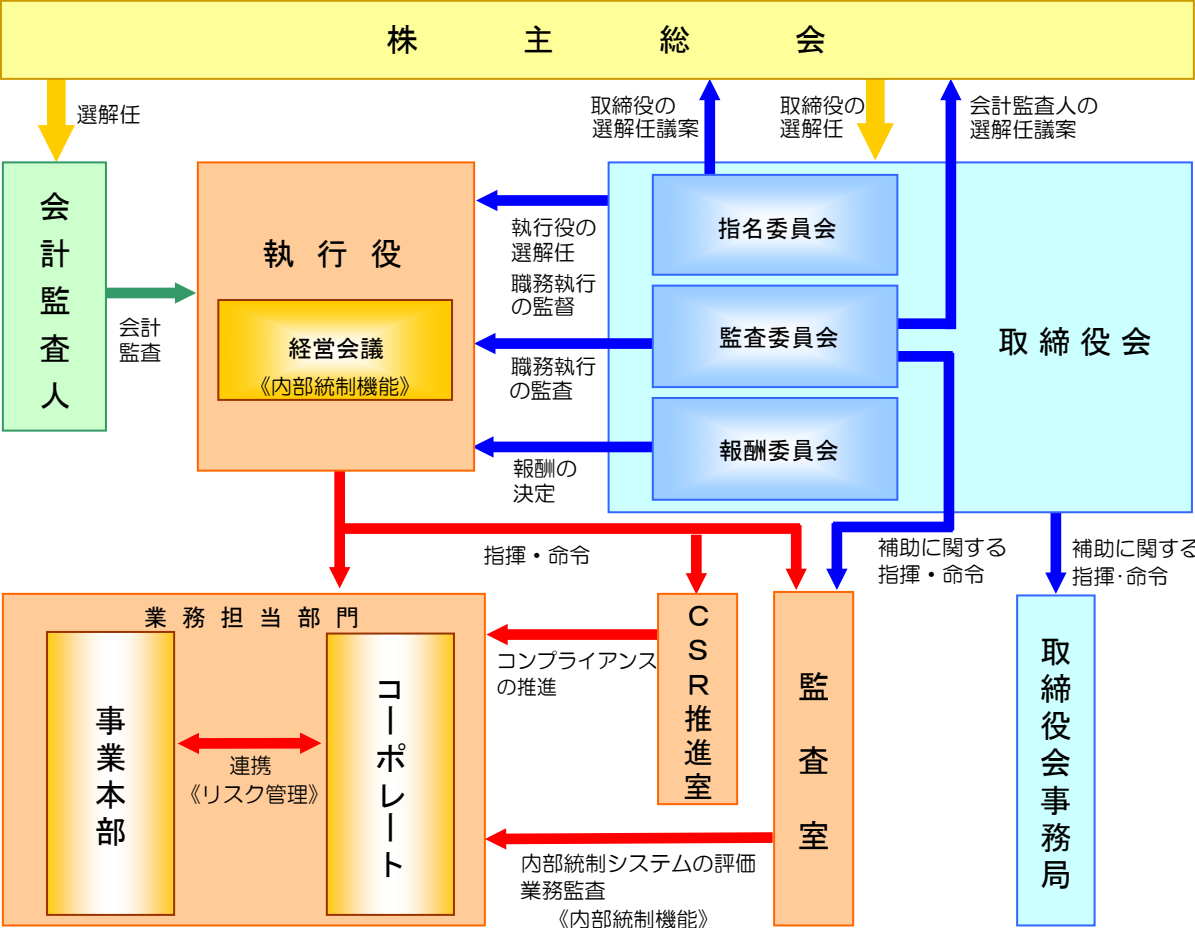 株主総会
選解任
取締役の
選解任議案
取締役の
選解任
会計監査人の
選解任議案
会計監査人
会計
監査
執行役
経営会議
《内部統制機能》
執行役の
選解任
職務執行
の監督
職務執行
の監査
報酬の
決定
指名委員会
監査委員会
報酬委員会
取締役会
指揮・命令
補助に関する
指揮・命令
補助に関する
指揮・命令
業務担当部門
事業本部
連携
《リスク管理》
コーポレート
コンプライアンス
の推進
CSR推進室
監査室
取締役会事務局
内部統制システムの評価
業務監査
《内部統制機能》